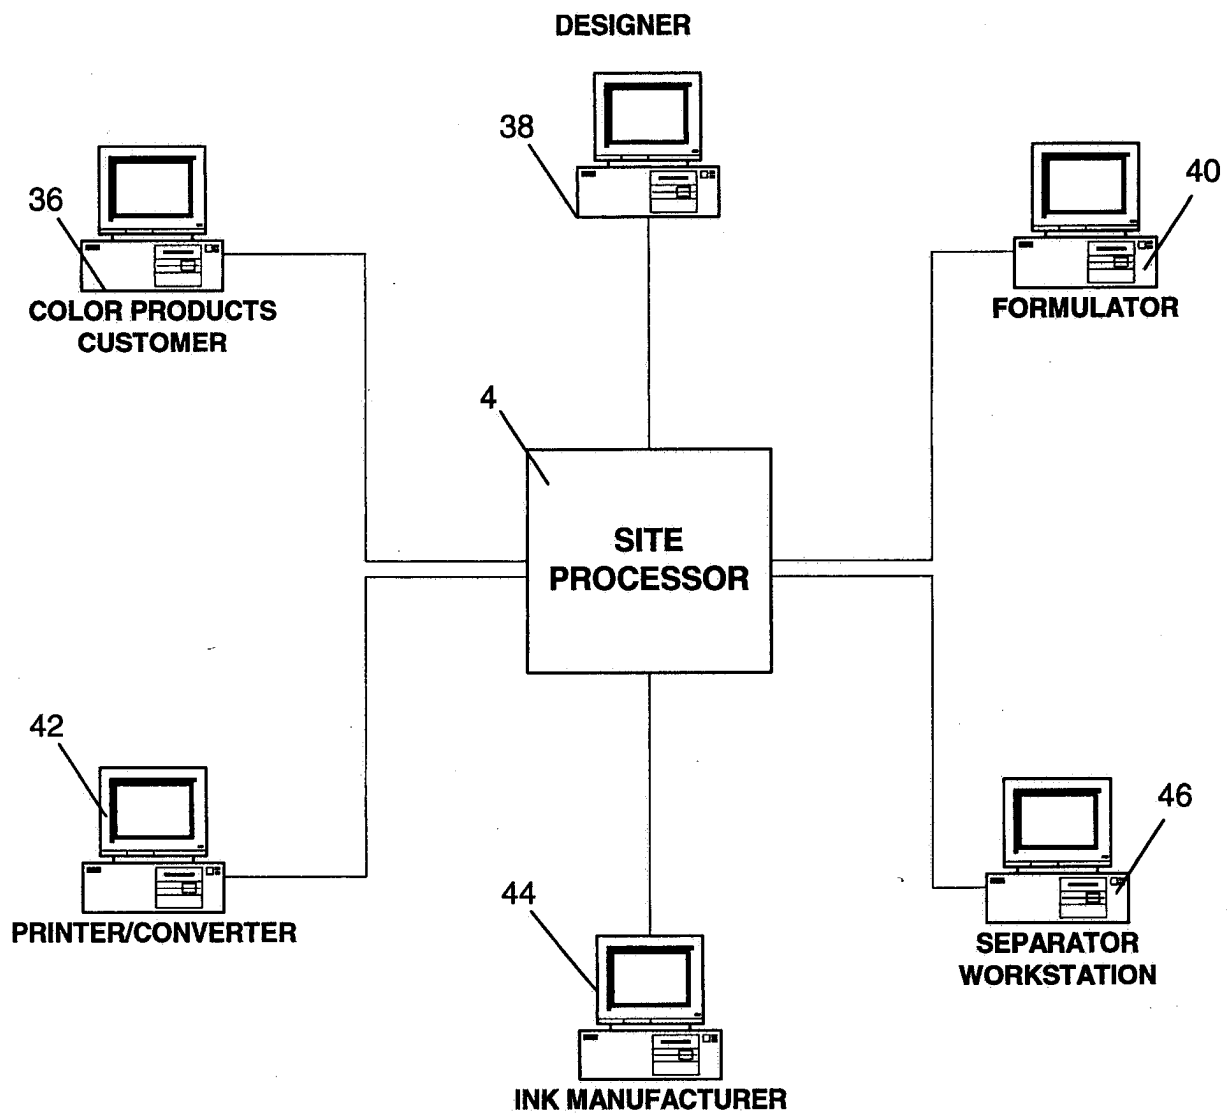 DESIGNER
38
36
40
COLOR PRODUCTS
CUSTOMER
FORMULATOR
4
SITE
PROCESSOR
42
46
PRINTER/CONVERTER
44
SEPARATOR
WORKSTATION
INK MANUFACTURER